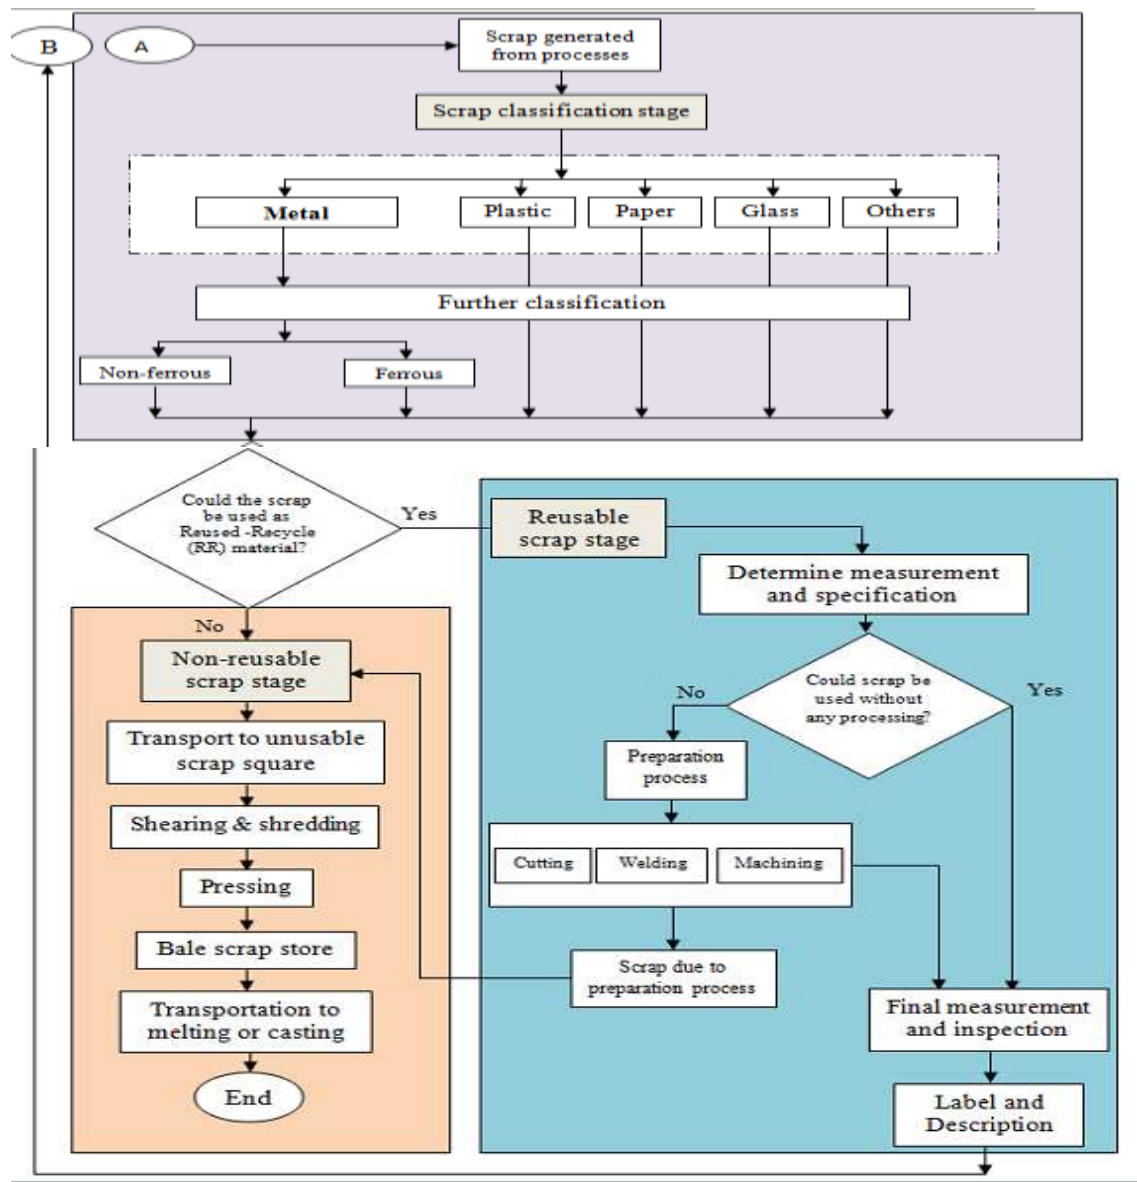 B
A
Scrap generated
from processes
Scrap classification stage
Metal
Plastic
Paper
Glass
Others
Further classification
Non-ferrous
Ferrous
Could the scrap
be used as
Reused -Recycle
(RR) material?
Yes
No
Reusable
scrap stage
Determine measurement
and specification
Could scrap be
used without
any processing?
No
Yes
Preparation
process
Cutting
Welding
Machining
Scrap due to
preparation process
Final measurement
and inspection
Label and
Description
Non-reusable
scrap stage
Transport to unusable
scrap square
Shearing & shredding
Pressing
Bale scrap store
Transportation to
melting or casting
End